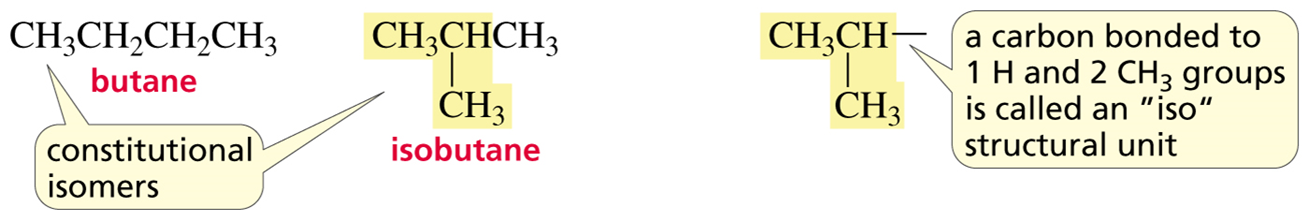 CH₃CH₂CH₂CH₃
butane
constitutional
isomers
CH₃CHCH₃
CH₃
isobutane
CH₃CH—
CH₃
a carbon bonded to
1 H and 2 CH₃ groups
is called an ”iso“
structural unit